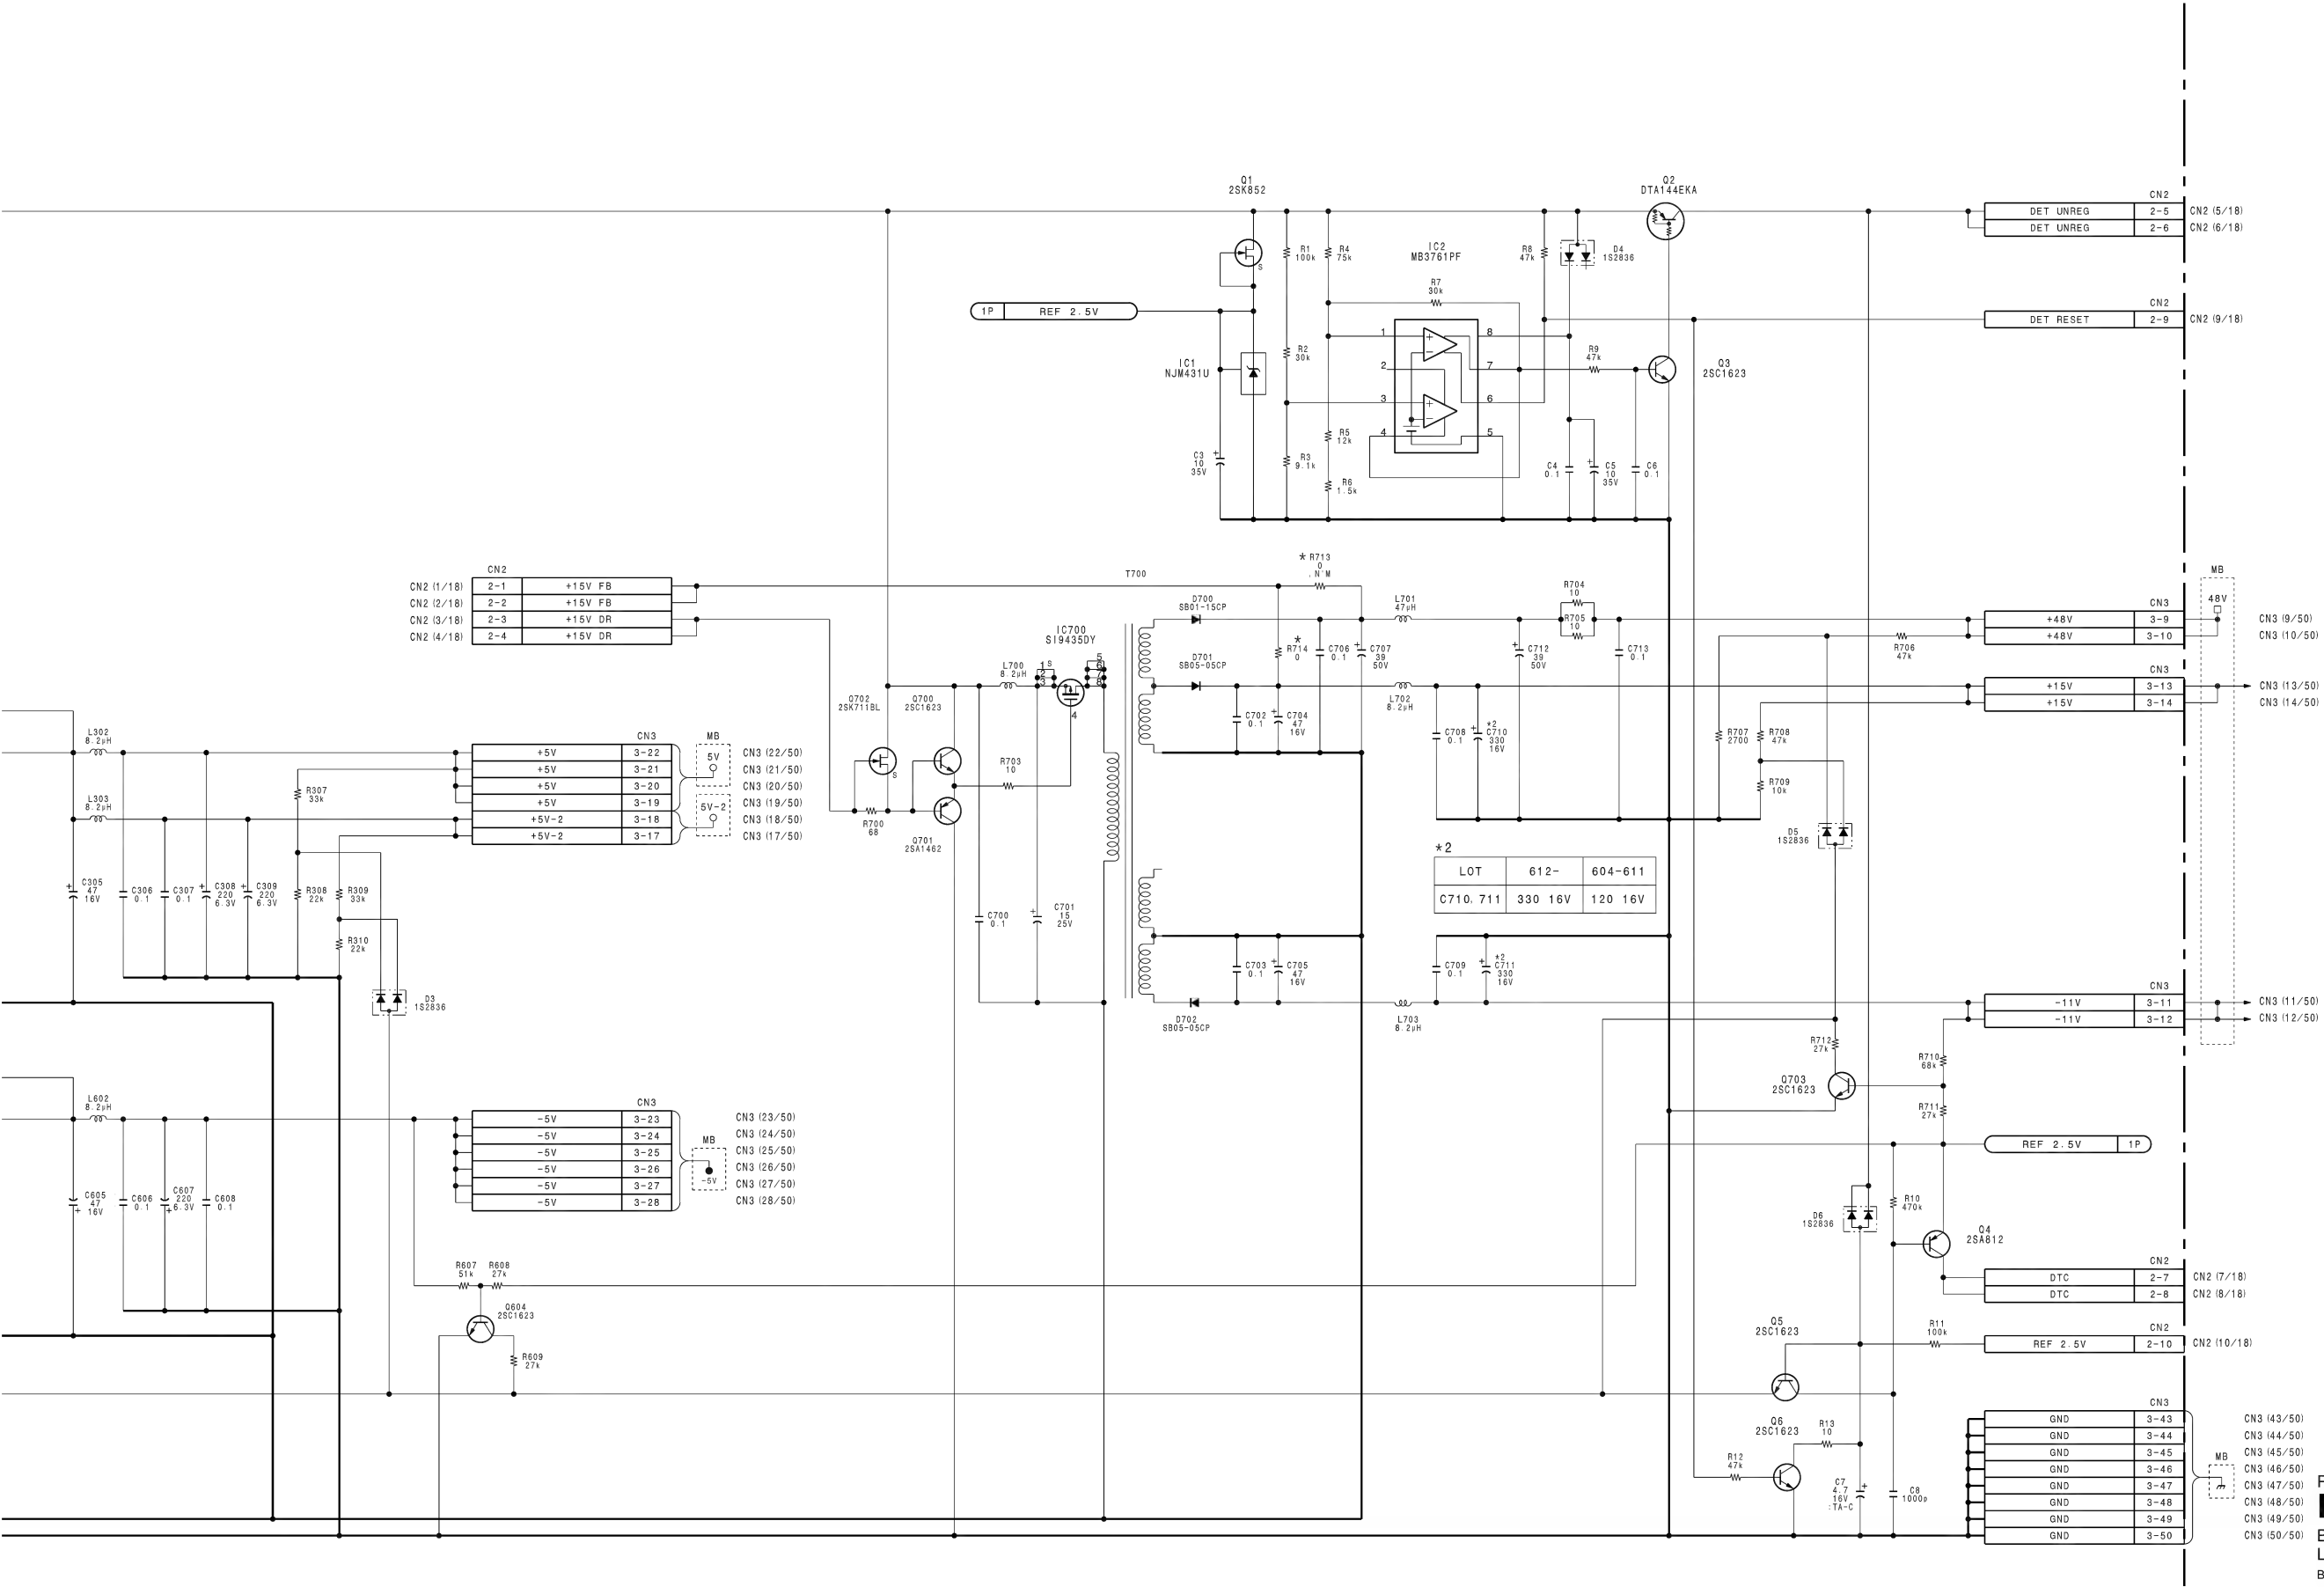 Q1
2SK852
Q2
DTA144EKA
CN2
DET UNREG 2-5 CN2 (5/18)
DET UNREG 2-6 CN2 (6/18)
S
R1
100k
R4
75k
IC2
MB3761PF
R8
47k
D4
1S2836
R7
30k
1P REF 2.5V
CN2
DET RESET 2-9 CN2 (9/18)
1
2
3
4
8
7
6
5
IC1
NJM431U
R2
30k
R9
47k
Q3
2SC1623
R5
12k
C3
10
35V
R3
9.1k
R6
1.5k
C4
0.1
C5
10
35V
C6
0.1
CN2
CN2 (1/18) 2-1 +15V FB
CN2 (2/18) 2-2 +15V FB
CN2 (3/18) 2-3 +15V DR
CN2 (4/18) 2-4 +15V DR
T700
* R713
0
.N'M
D700
SB01-15CP
L701
47μH
R704
10
R705
10
MB
48V
CN3
+48V 3-9 CN3 (9/50)
+48V 3-10 CN3 (10/50)
IC700
SI9435DY
L700
8.2μH
1
2
3
S
5
6
7
8
4
D701
SB05-05CP
*
R714
0
C706
0.1
C707
39
50V
C712
39
50V
C713
0.1
R706
47k
CN3
+15V 3-13 CN3 (13/50)
+15V 3-14 CN3 (14/50)
Q702
2SK711BL
Q700
2SC1623
C702
0.1
C704
47
16V
L702
8.2μH
C708
0.1
*2
C710
330
16V
R707
2700
R708
47k
R709
10k
L302
8.2μH
CN3
MB
+5V 3-22 5V CN3 (22/50)
+5V 3-21 CN3 (21/50)
+5V 3-20 CN3 (20/50)
+5V 3-19 5V-2 CN3 (19/50)
+5V-2 3-18 CN3 (18/50)
+5V-2 3-17 CN3 (17/50)
R307
33k
L303
8.2μH
S
R703
10
R700
68
Q701
2SA1462
D5
1S2836
*2
LOT 612- 604-611
C710, 711 330 16V 120 16V
C305
47
16V
C306
0.1
C307
0.1
C308
220
6.3V
C309
220
6.3V
R308
22k
R309
33k
R310
22k
C700
0.1
C701
15
25V
C703
0.1
C705
47
16V
C709
0.1
*2
C711
330
16V
D3
1S2836
D702
SB05-05CP
L703
8.2μH
CN3
-11V 3-11 CN3 (11/50)
-11V 3-12 CN3 (12/50)
R712
27k
R710
68k
Q703
2SC1623
R711
27k
L602
8.2μH
CN3
-5V 3-23 CN3 (23/50)
-5V 3-24 CN3 (24/50)
-5V 3-25 CN3 (25/50)
-5V 3-26 CN3 (26/50)
-5V 3-27 CN3 (27/50)
-5V 3-28 CN3 (28/50)
MB
-5V
REF 2.5V 1P
C605
47
16V
C606
0.1
C607
220
6.3V
C608
0.1
R10
470k
D6
1S2836
Q4
2SA812
R607
51k
R608
27k
CN2
DTC 2-7 CN2 (7/18)
DTC 2-8 CN2 (8/18)
Q604
2SC1623
R609
27k
Q5
2SC1623
R11
100k
CN2
REF 2.5V 2-10 CN2 (10/18)
Q6
2SC1623
R13
10
R12
47k
C7
4.7
16V
:TA-C
C8
1000p
CN3
GND 3-43 CN3 (43/50)
GND 3-44 CN3 (44/50)
GND 3-45 CN3 (45/50)
GND 3-46 CN3 (46/50)
GND 3-47 CN3 (47/50)
GND 3-48 CN3 (48/50)
GND 3-49 CN3 (49/50)
GND 3-50 CN3 (50/50)
MB